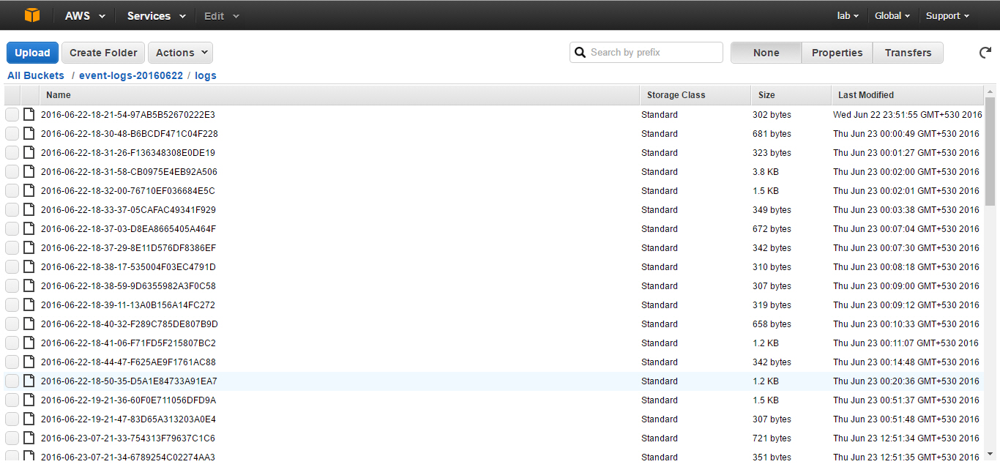 AWS Services Edit lab Global Support
Upload Create Folder Actions Search by prefix None Properties Transfers
All Buckets / event-logs-20160622 / logs
Name Storage Class Size Last Modified
2016-06-22-18-21-54-97AB5B52670222E3 Standard 302 bytes Wed Jun 22 23:51:55 GMT+530 2016
2016-06-22-18-30-48-B6BCDF471C04F228 Standard 681 bytes Thu Jun 23 00:00:49 GMT+530 2016
2016-06-22-18-31-26-F136348308E0DE19 Standard 323 bytes Thu Jun 23 00:01:27 GMT+530 2016
2016-06-22-18-31-58-CB0975E4EB92A506 Standard 3.8 KB Thu Jun 23 00:02:00 GMT+530 2016
2016-06-22-18-32-00-76710EF036684E5C Standard 1.5 KB Thu Jun 23 00:02:01 GMT+530 2016
2016-06-22-18-33-37-05CAFAC49341F929 Standard 349 bytes Thu Jun 23 00:03:38 GMT+530 2016
2016-06-22-18-37-03-D8EA8665405A464F Standard 672 bytes Thu Jun 23 00:07:04 GMT+530 2016
2016-06-22-18-37-29-8E11D576DF8386EF Standard 342 bytes Thu Jun 23 00:07:30 GMT+530 2016
2016-06-22-18-38-17-535004F03EC4791D Standard 310 bytes Thu Jun 23 00:08:18 GMT+530 2016
2016-06-22-18-38-59-9D6355982A3F0C58 Standard 307 bytes Thu Jun 23 00:09:00 GMT+530 2016
2016-06-22-18-39-11-13A0B156A14FC272 Standard 319 bytes Thu Jun 23 00:09:12 GMT+530 2016
2016-06-22-18-40-32-F289C785DE807B9D Standard 658 bytes Thu Jun 23 00:10:33 GMT+530 2016
2016-06-22-18-41-06-F71FD5F215807BC2 Standard 1.2 KB Thu Jun 23 00:11:07 GMT+530 2016
2016-06-22-18-44-47-F625AE9F1761AC88 Standard 342 bytes Thu Jun 23 00:14:48 GMT+530 2016
2016-06-22-18-50-35-D5A1E84733A91EA7 Standard 1.2 KB Thu Jun 23 00:20:36 GMT+530 2016
2016-06-22-19-21-36-60F0E711056DFD9A Standard 1.5 KB Thu Jun 23 00:51:37 GMT+530 2016
2016-06-22-19-21-47-83D65A313203A0E4 Standard 307 bytes Thu Jun 23 00:51:48 GMT+530 2016
2016-06-23-07-21-33-754313F79637C1C6 Standard 721 bytes Thu Jun 23 12:51:34 GMT+530 2016
2016-06-23-07-21-34-6789254C02274AA3 Standard 351 bytes Thu Jun 23 12:51:35 GMT+530 2016